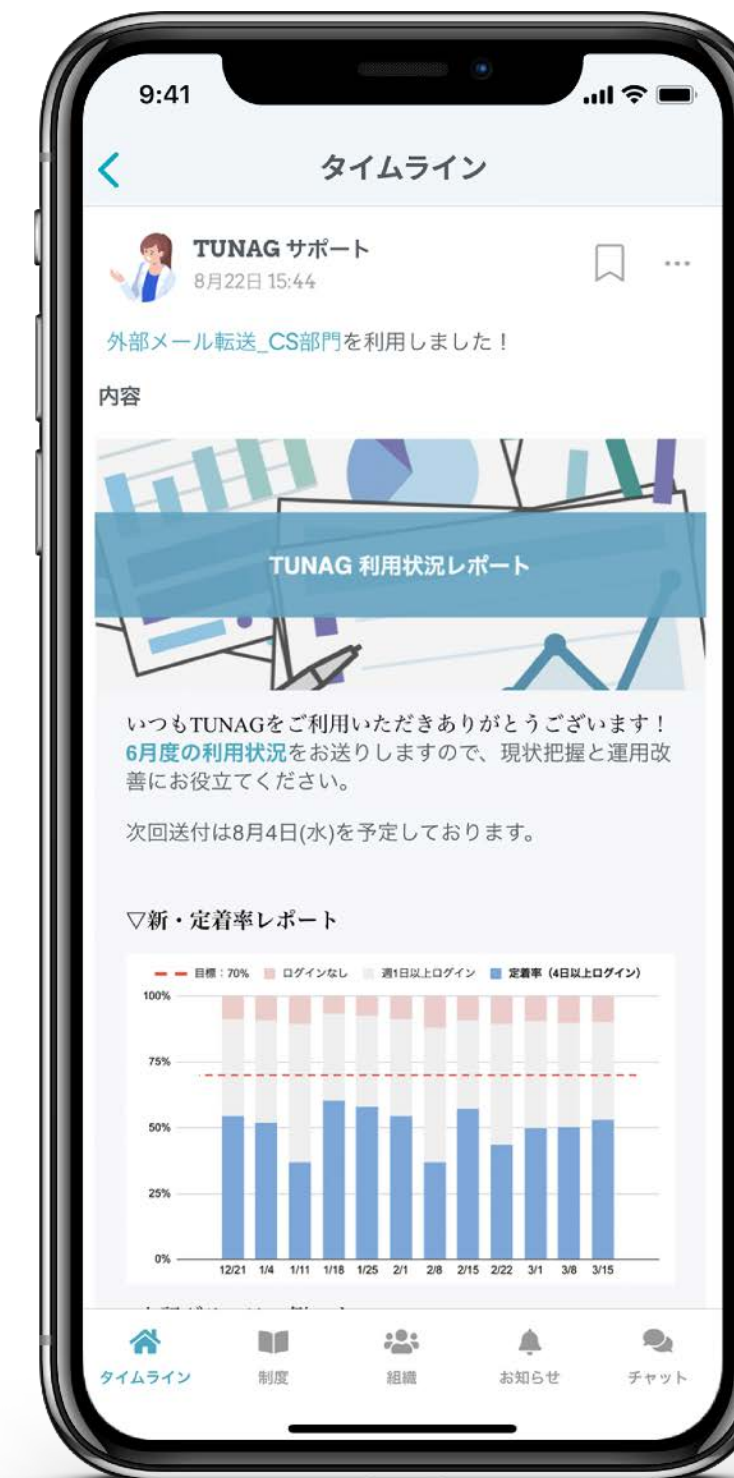 9:41
タイムライン
TUNAG サポート
8月22日 15:44
外部メール転送_CS部門を利用しました！
内容
TUNAG 利用状況レポート
いつもTUNAGをご利用いただきありがとうございます！
6月度の利用状況をお送りしますので、現状把握と運用改
善にお役立てください。
次回送付は8月4日(水)を予定しております。
▽新・定着率レポート
目標：70% ログインなし 週1日以上ログイン 定着率（4日以上ログイン）
100%
75%
50%
25%
0%
12/21 1/4 1/11 1/18 1/25 2/1 2/8 2/15 2/22 3/1 3/8 3/15
タイムライン 制度 組織 お知らせ チャット